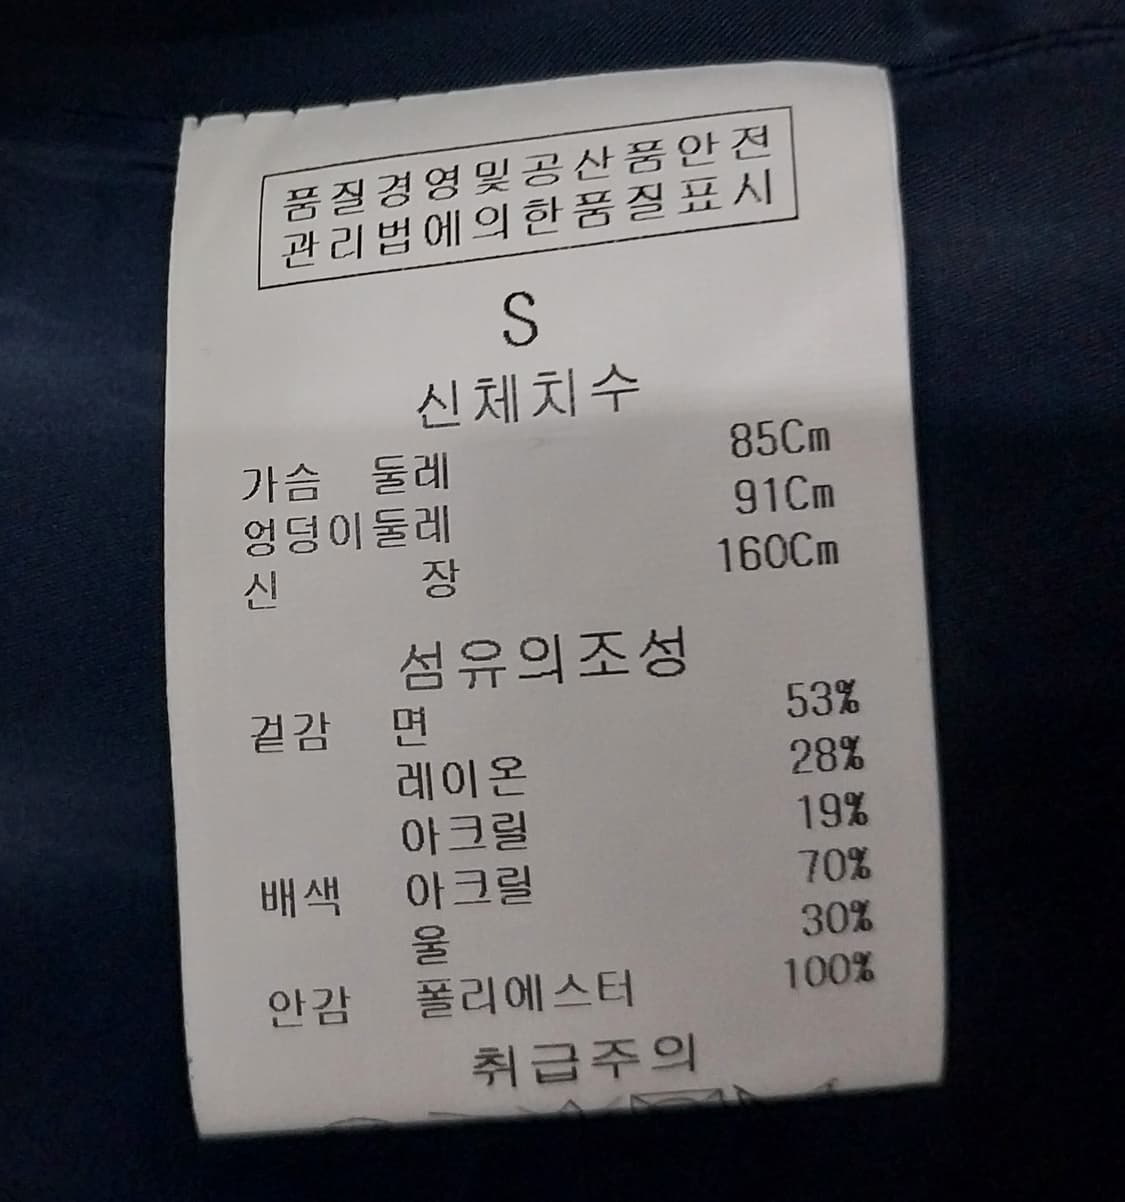 품질경영및공산품안전
관리법에의한품질표시
S
신체치수
가슴 둘레 85Cm
엉덩이둘레 91Cm
신 장 160Cm
섬유의조성
겉감 면 53%
레이온 28%
아크릴 19%
배색 아크릴 70%
울 30%
안감 폴리에스터 100%
취급주의